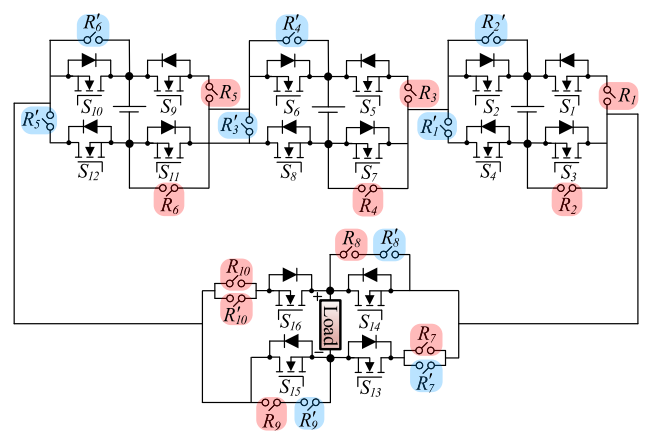 R′6 R′4 R2′
R5 R3 R1
S10 S9 S6 S5 S2 S1
R′5 R′3 R′1
S12 S11 S8 S7 S4 S3
R6 R4 R2
R8 R′8
R10
+
R′10 S16 Load S14
R7
−
S15 S13 R′7
R9 R′9